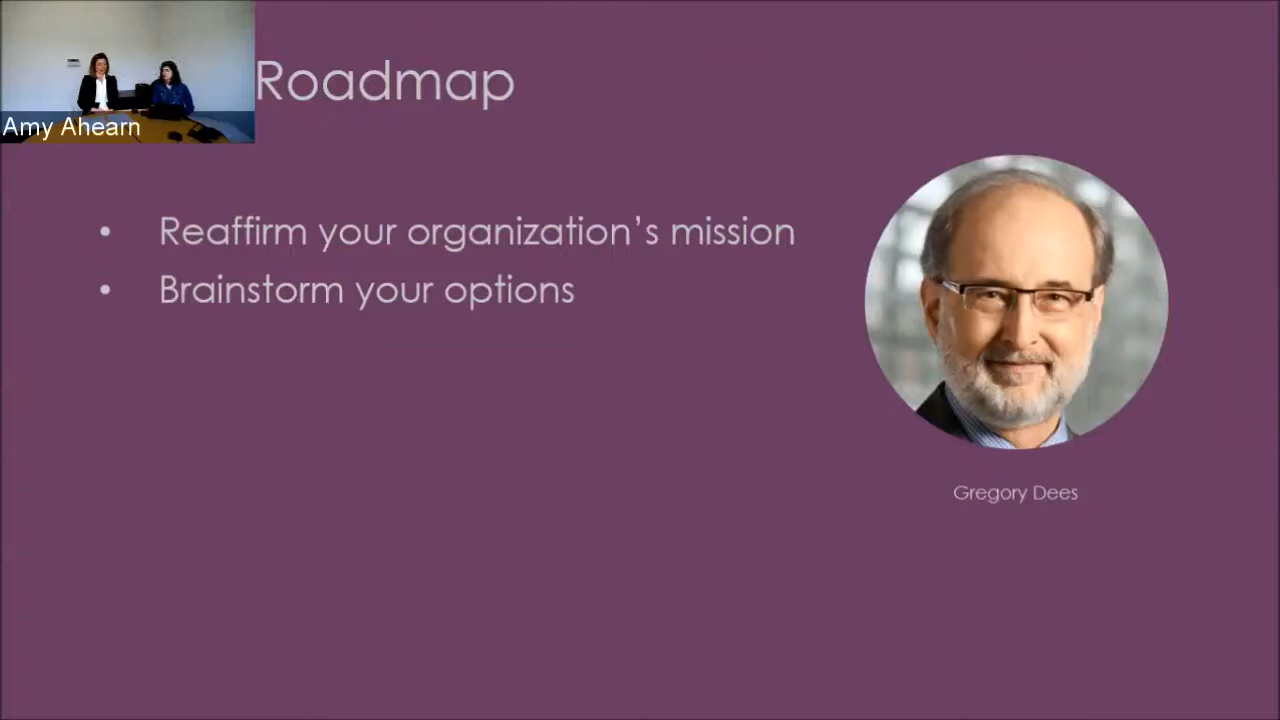 Roadmap
Amy Ahearn
• Reaffirm your organization's mission
• Brainstorm your options
Gregory Dees